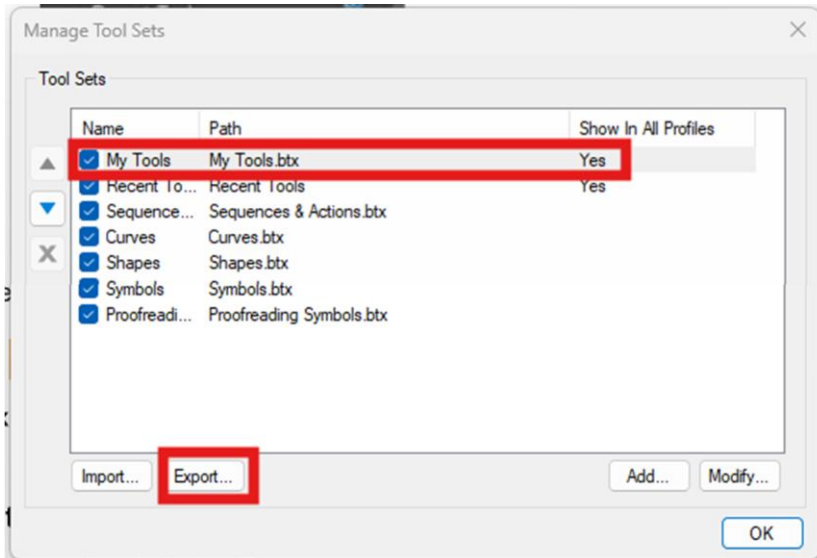 Manage Tool Sets
Tool Sets
Name Path Show In All Profiles
My Tools My Tools.btx Yes
Recent To... Recent Tools Yes
Sequence... Sequences & Actions.btx
Curves Curves.btx
Shapes Shapes.btx
Symbols Symbols.btx
Proofreadi... Proofreading Symbols.btx
Import... Export... Add... Modify...
OK